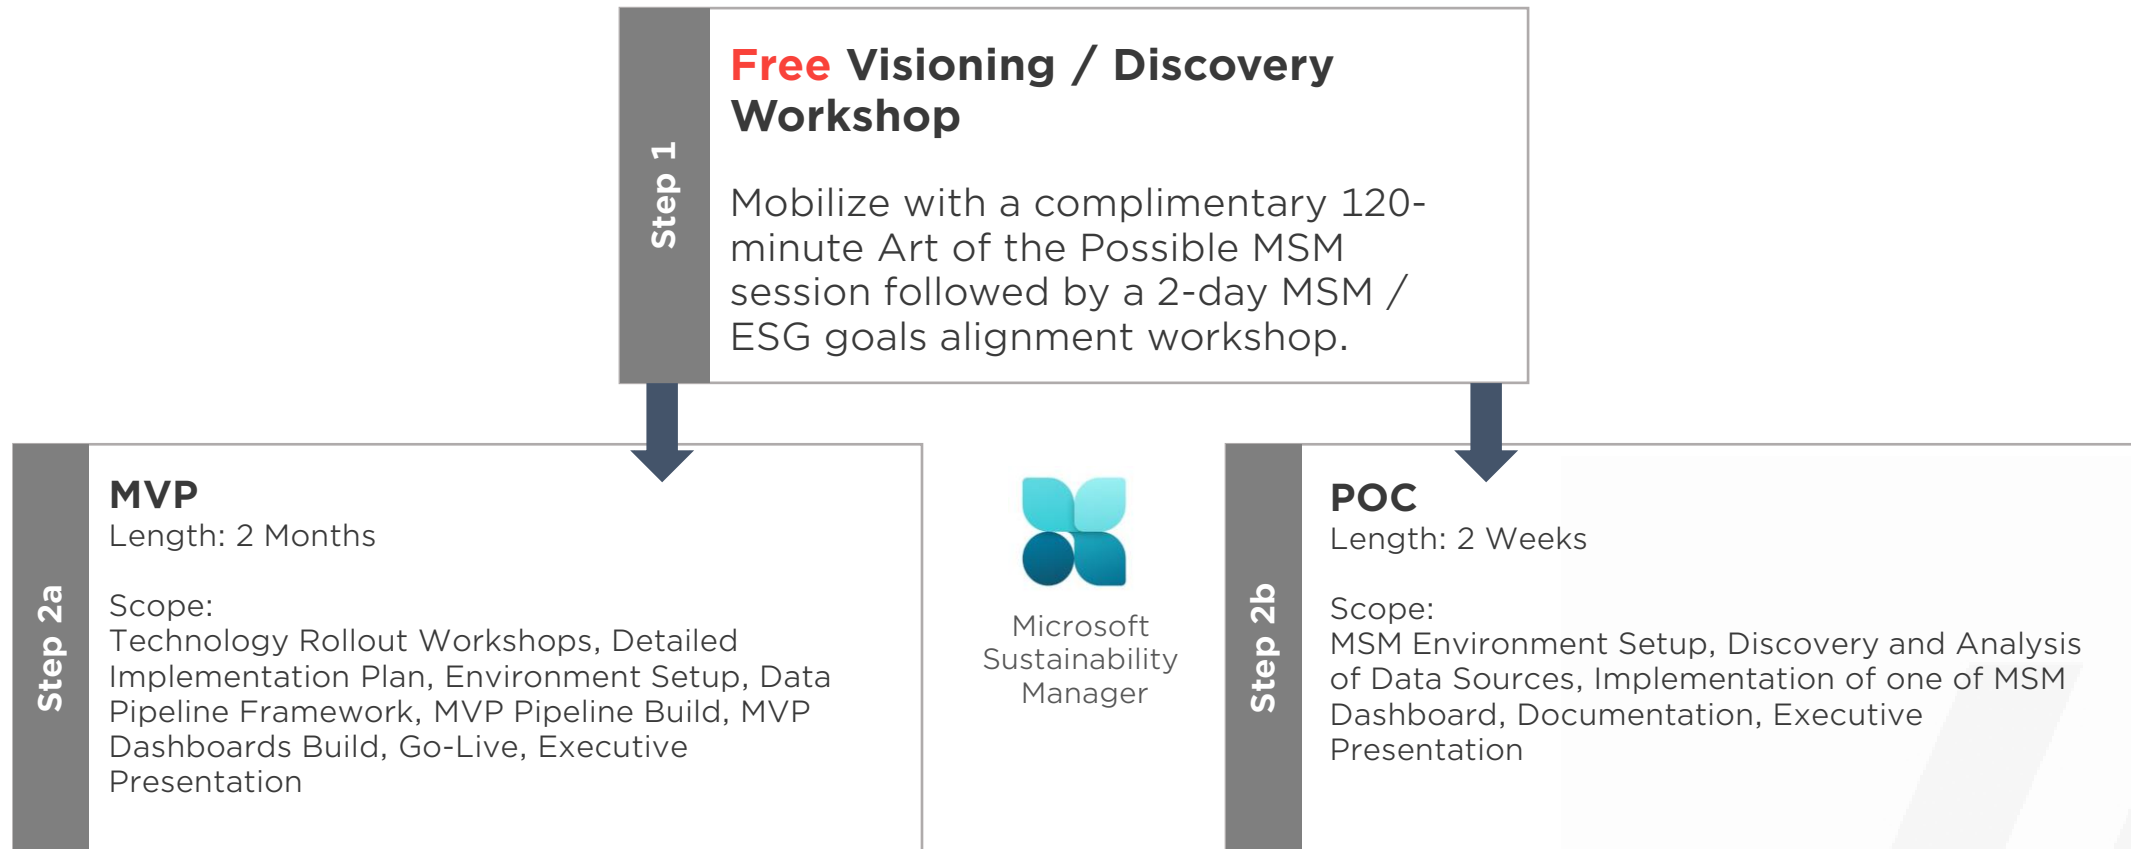 Step 1
Free Visioning / Discovery
Workshop
Mobilize with a complimentary 120-
minute Art of the Possible MSM
session followed by a 2-day MSM /
ESG goals alignment workshop.
Step 2a
MVP
Length: 2 Months
Scope:
Technology Rollout Workshops, Detailed
Implementation Plan, Environment Setup, Data
Pipeline Framework, MVP Pipeline Build, MVP
Dashboards Build, Go-Live, Executive
Presentation
Microsoft
Sustainability
Manager
Step 2b
POC
Length: 2 Weeks
Scope:
MSM Environment Setup, Discovery and Analysis
of Data Sources, Implementation of one of MSM
Dashboard, Documentation, Executive
Presentation